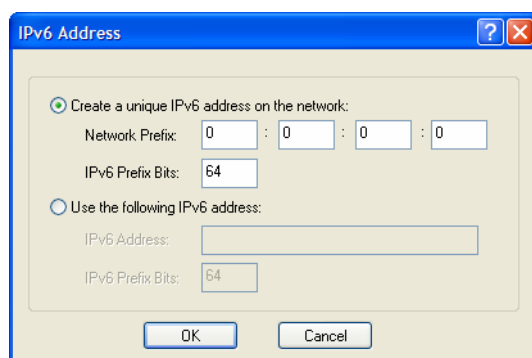 IPv6 Address
Create a unique IPv6 address on the network:
Network Prefix: 0 : 0 : 0 : 0
IPv6 Prefix Bits: 64
Use the following IPv6 address:
IPv6 Address:
IPv6 Prefix Bits: 64
OK Cancel